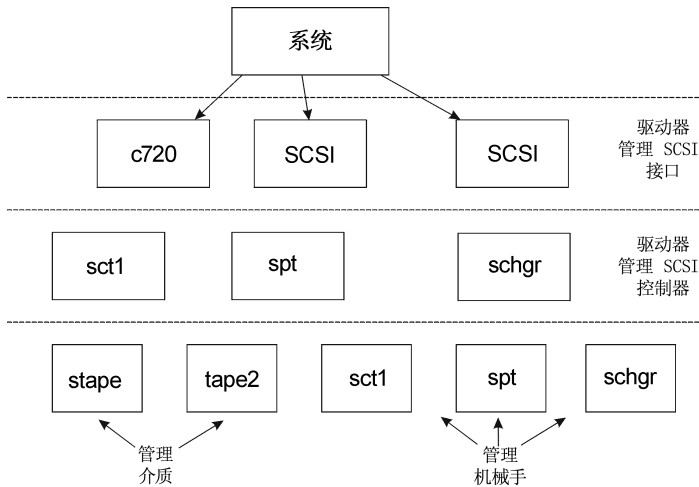 系统
c720
SCSI
SCSI
驱动器
管理 SCSI
接口
sct1
spt
schgr
驱动器
管理 SCSI
控制器
stape
tape2
sct1
spt
schgr
管理
介质
管理
机械手